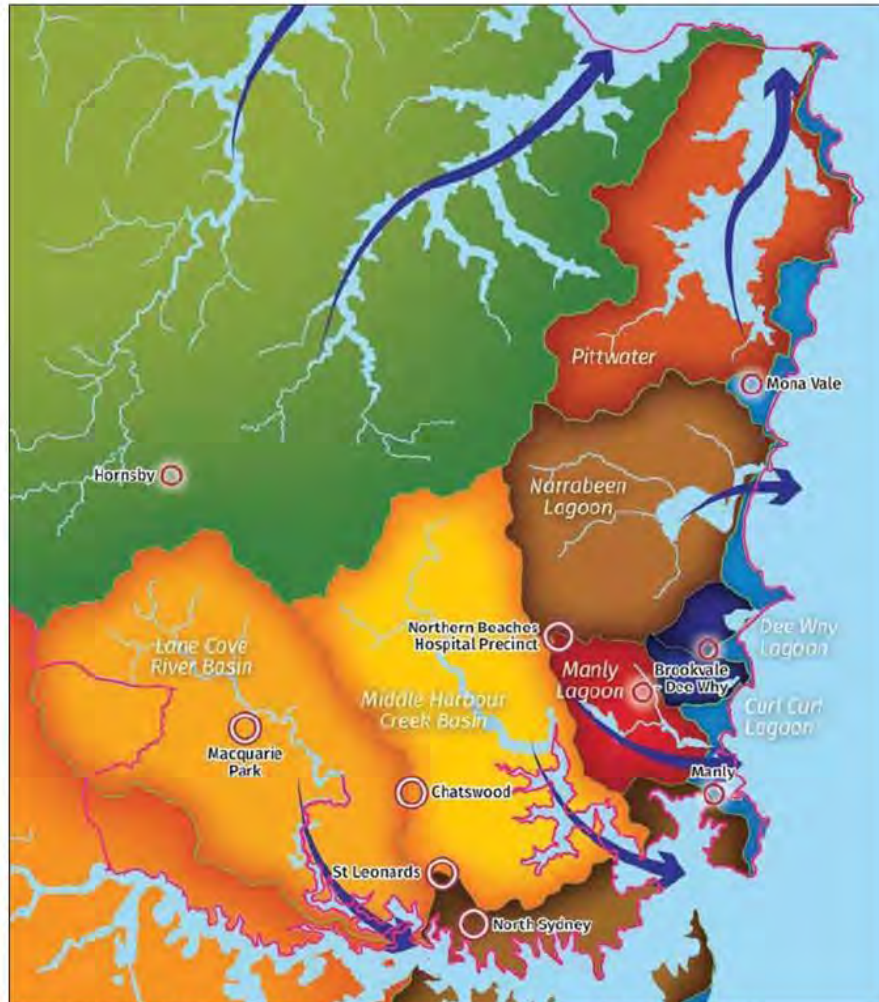 Pittwater
Mona Vale
Hornsby
Narrabeen
Lagoon
Northern Beaches
Hospital Precinct
Dee Why
Lagoon
Lane Cove
River Basin
Manly
Lagoon
Brookvale
Dee Why
Middle Harbour
Creek Basin
Curl Curl
Lagoon
Macquarie
Park
Manly
Chatswood
St Leonards
North Sydney